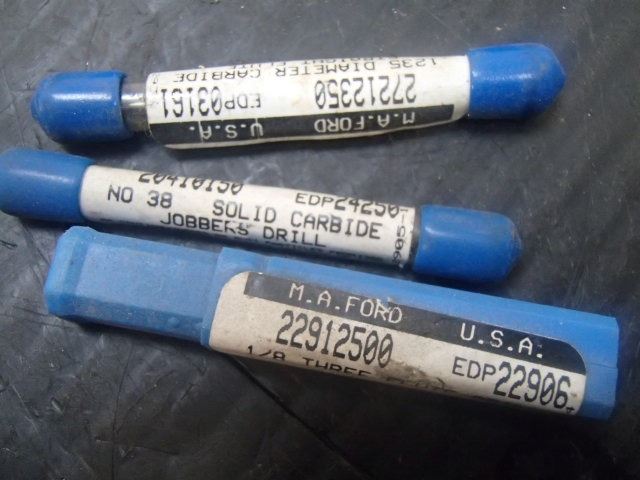 M.A.FORD U.S.A.
27212350 EDP03161
.1235 DIAMETER CARBIDE
20410150 EDP24250
NO 38 SOLID CARBIDE
JOBBERS DRILL
M.A.FORD U.S.A.
22912500 EDP22906
1/8 THREE